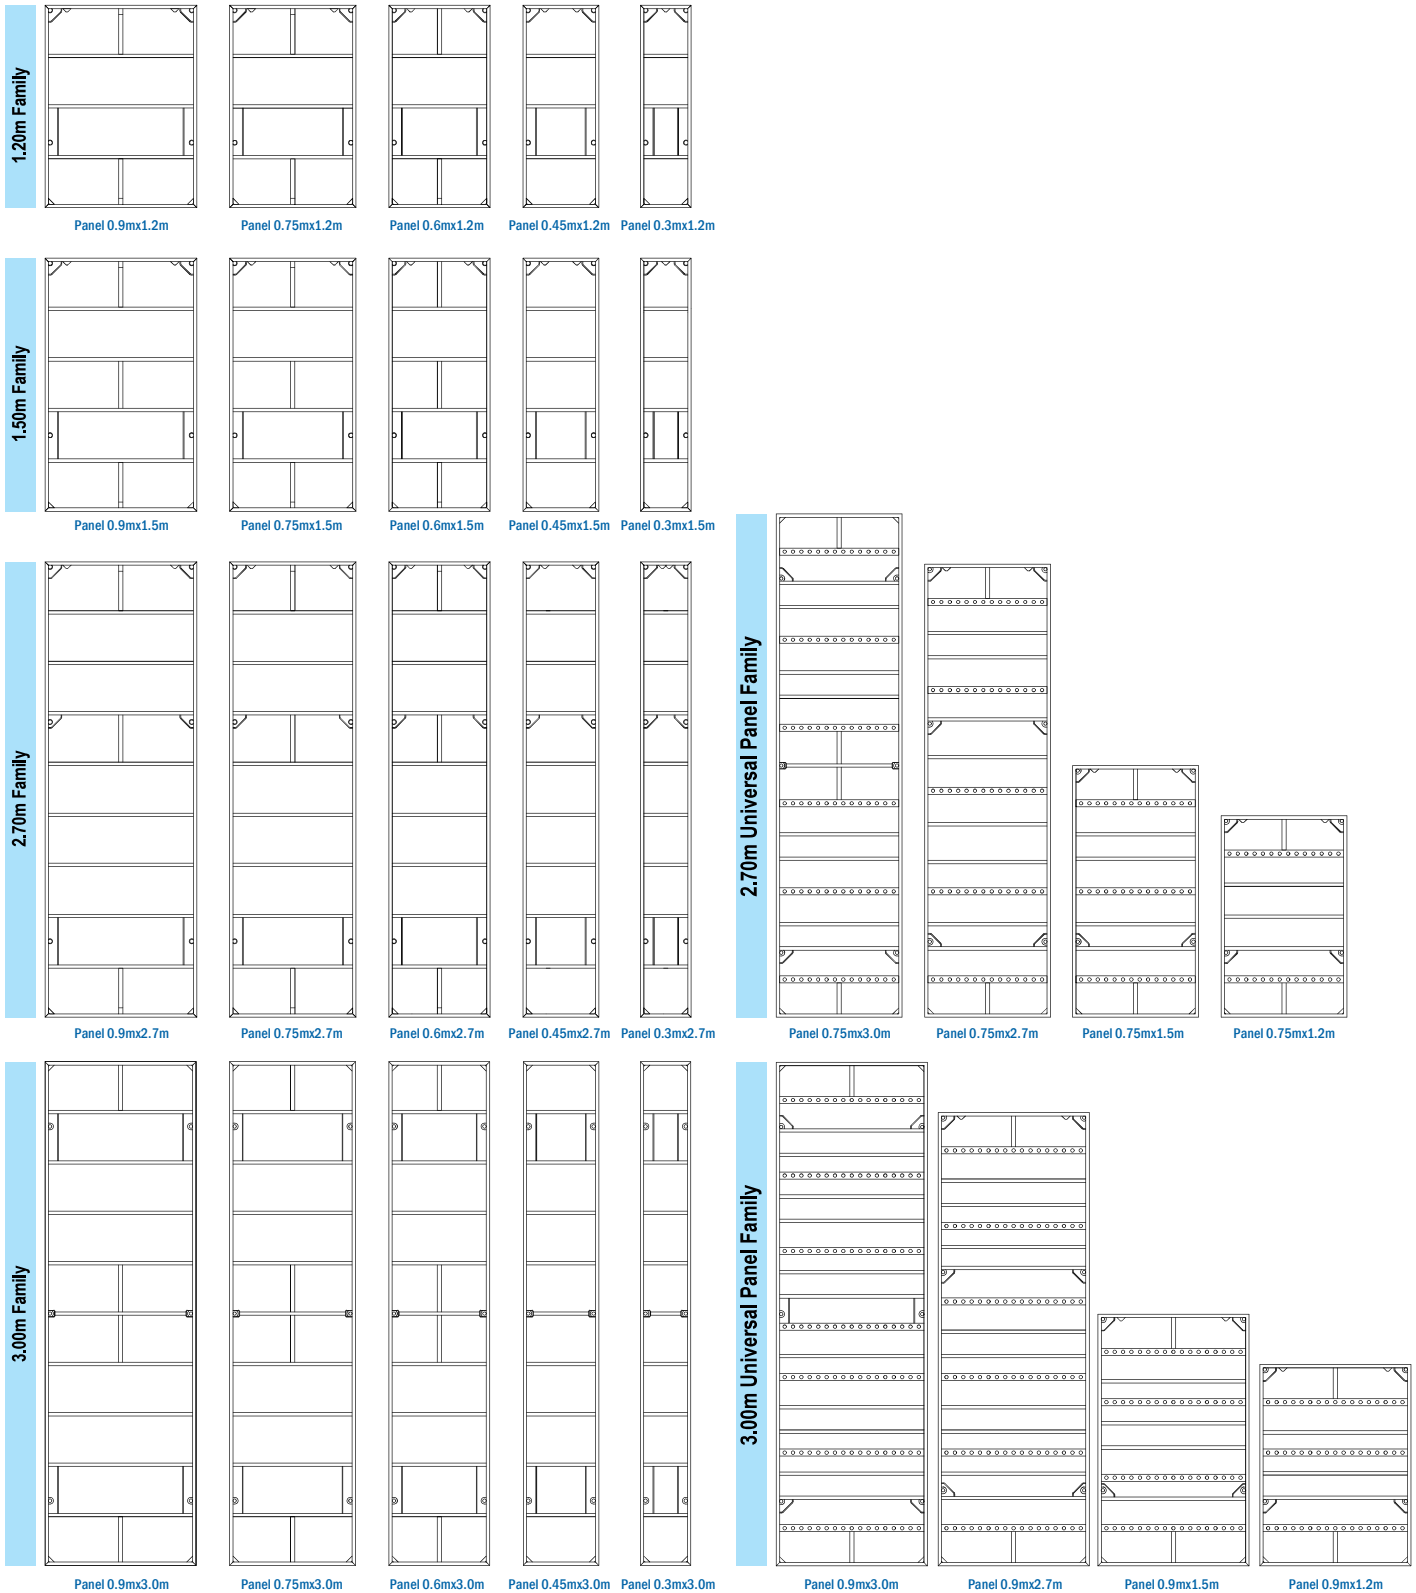 1.20m Family
Panel 0.9mx1.2m
Panel 0.75mx1.2m
Panel 0.6mx1.2m
Panel 0.45mx1.2m
Panel 0.3mx1.2m
1.50m Family
Panel 0.9mx1.5m
Panel 0.75mx1.5m
Panel 0.6mx1.5m
Panel 0.45mx1.5m
Panel 0.3mx1.5m
2.70m Family
Panel 0.9mx2.7m
Panel 0.75mx2.7m
Panel 0.6mx2.7m
Panel 0.45mx2.7m
Panel 0.3mx2.7m
2.70m Universal Panel Family
Panel 0.75mx3.0m
Panel 0.75mx2.7m
Panel 0.75mx1.5m
Panel 0.75mx1.2m
3.00m Family
Panel 0.9mx3.0m
Panel 0.75mx3.0m
Panel 0.6mx3.0m
Panel 0.45mx3.0m
Panel 0.3mx3.0m
3.00m Universal Panel Family
Panel 0.9mx3.0m
Panel 0.9mx2.7m
Panel 0.9mx1.5m
Panel 0.9mx1.2m